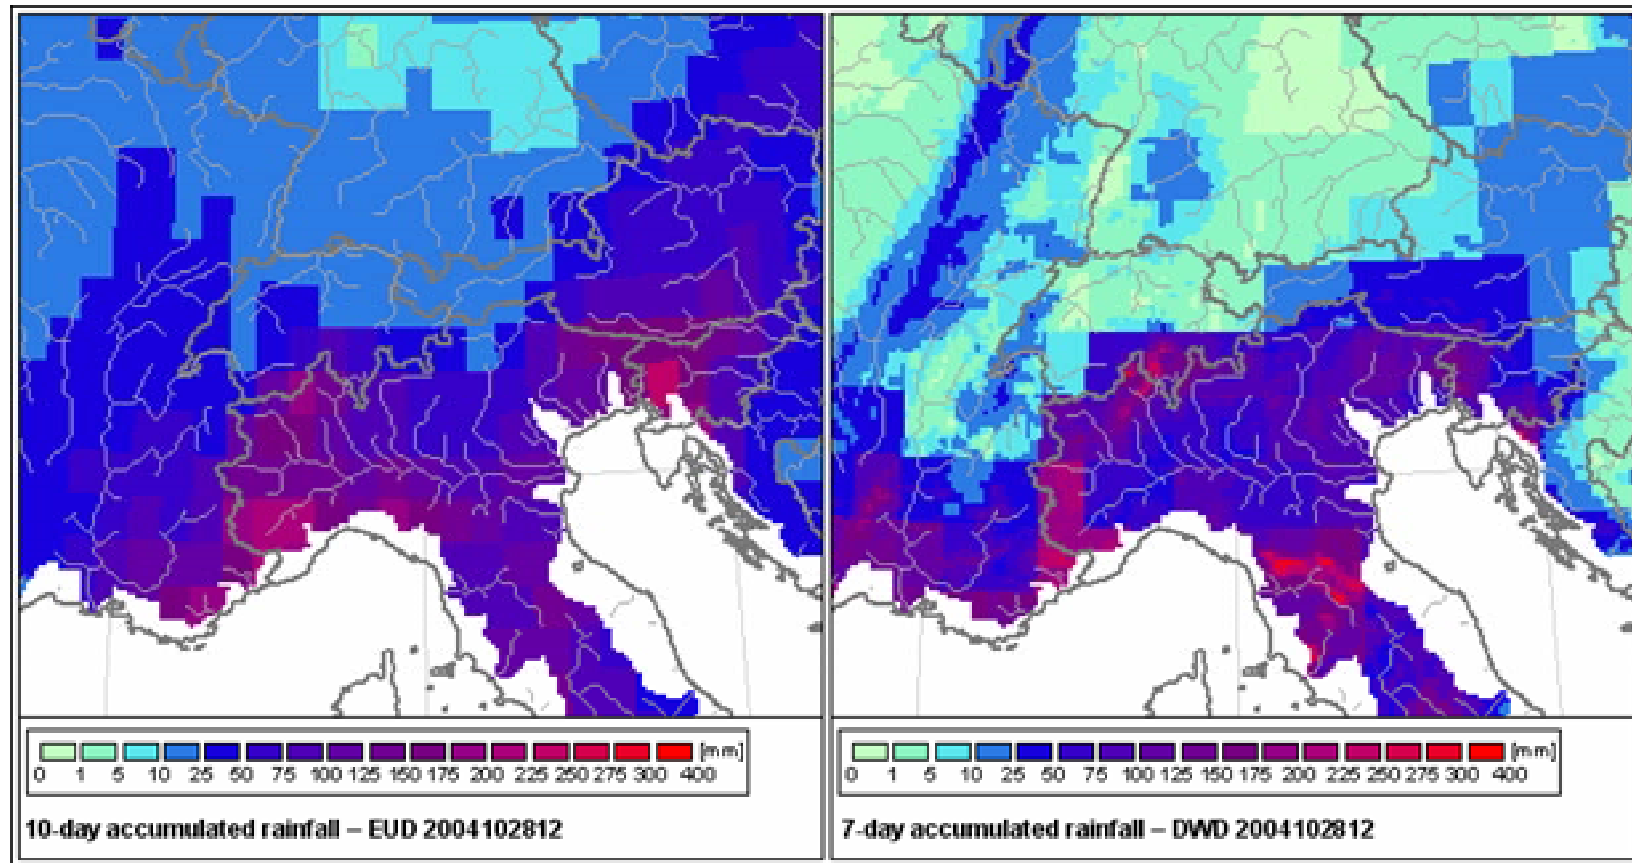 [mm]
0 1 5 10 25 50 75 100 125 150 175 200 225 250 275 300 400
10-day accumulated rainfall – EUD 2004102812
[mm]
0 1 5 10 25 50 75 100 125 150 175 200 225 250 275 300 400
7-day accumulated rainfall – DWD 2004102812